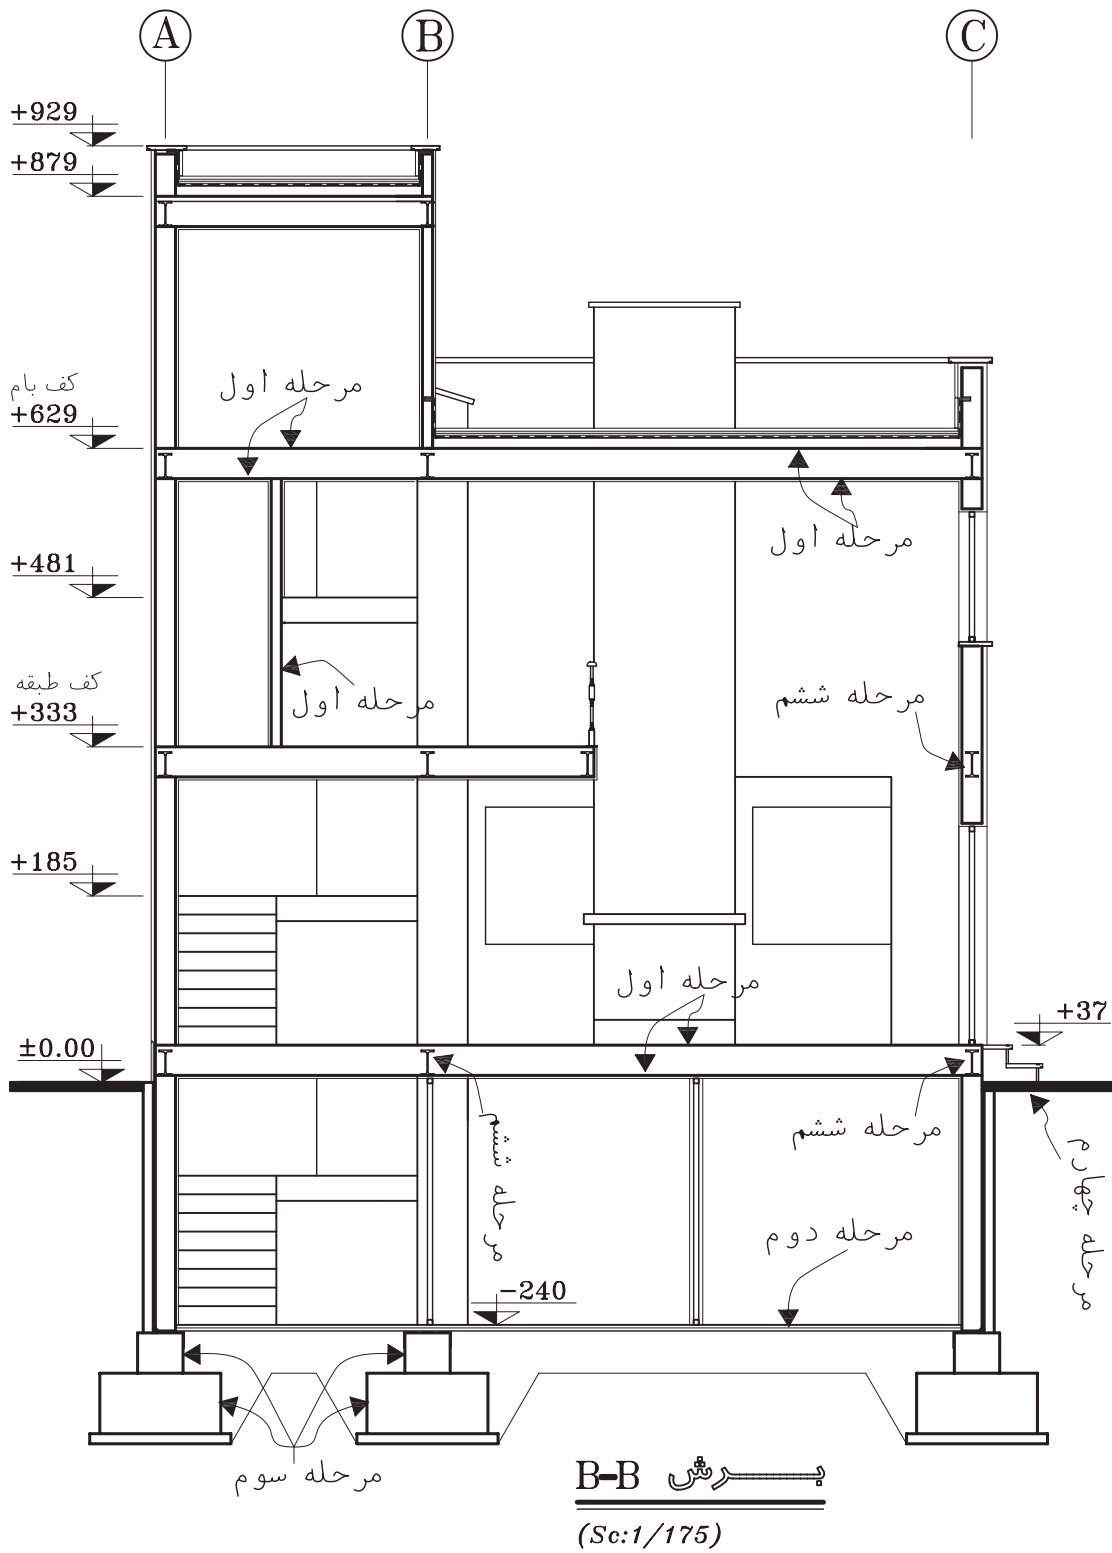 A B C
+929
+879
کف بام
+629
مرحله اول
مرحله اول
+481
مرحله اول
مرحله ششم
کف طبقه
+333
+185
مرحله اول
+37
±0.00
مرحله ششم
مرحله ششم
مرحله چهارم
مرحله دوم
-240
مرحله سوم
برش B-B
(Sc:1/175)